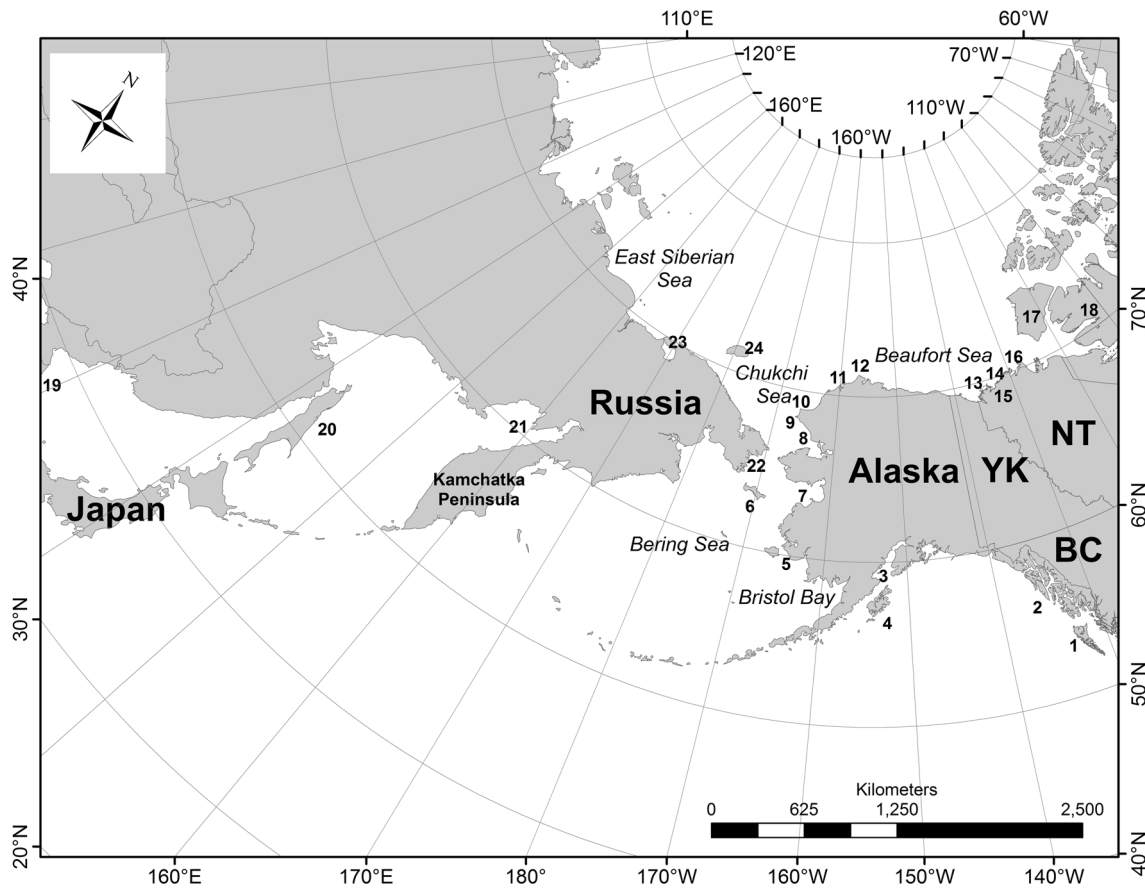 110°E
60°W
120°E
70°W
N
160°E
110°W
160°W
East Siberian
Sea
40°N
70°N
17
18
23
24
Beaufort Sea
16
12
Chukchi
Sea
11
13
14
15
19
10
Russia
9
NT
20
21
8
Alaska
YK
22
Kamchatka
Peninsula
7
6
60°N
Japan
Bering Sea
BC
5
3
Bristol Bay
2
4
30°N
1
50°N
Kilometers
0
625
1,250
2,500
20°N
40°N
160°E
170°E
180°
170°W
160°W
150°W
140°W